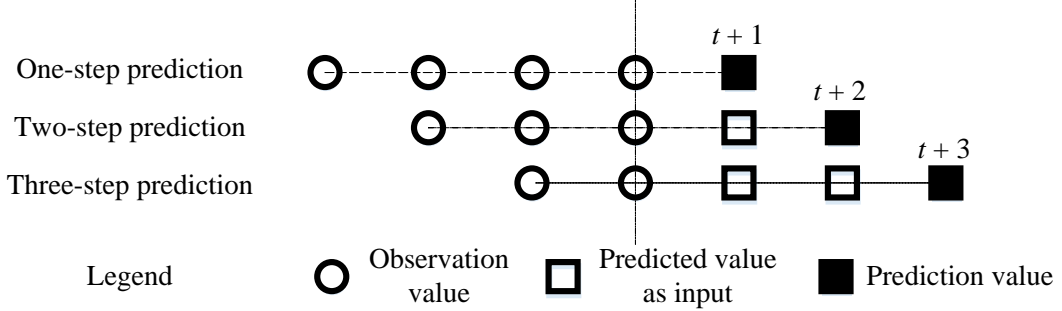 t + 1
One-step prediction
t + 2
Two-step prediction
t + 3
Three-step prediction
Legend
Observation
value
Predicted value
as input
Prediction value